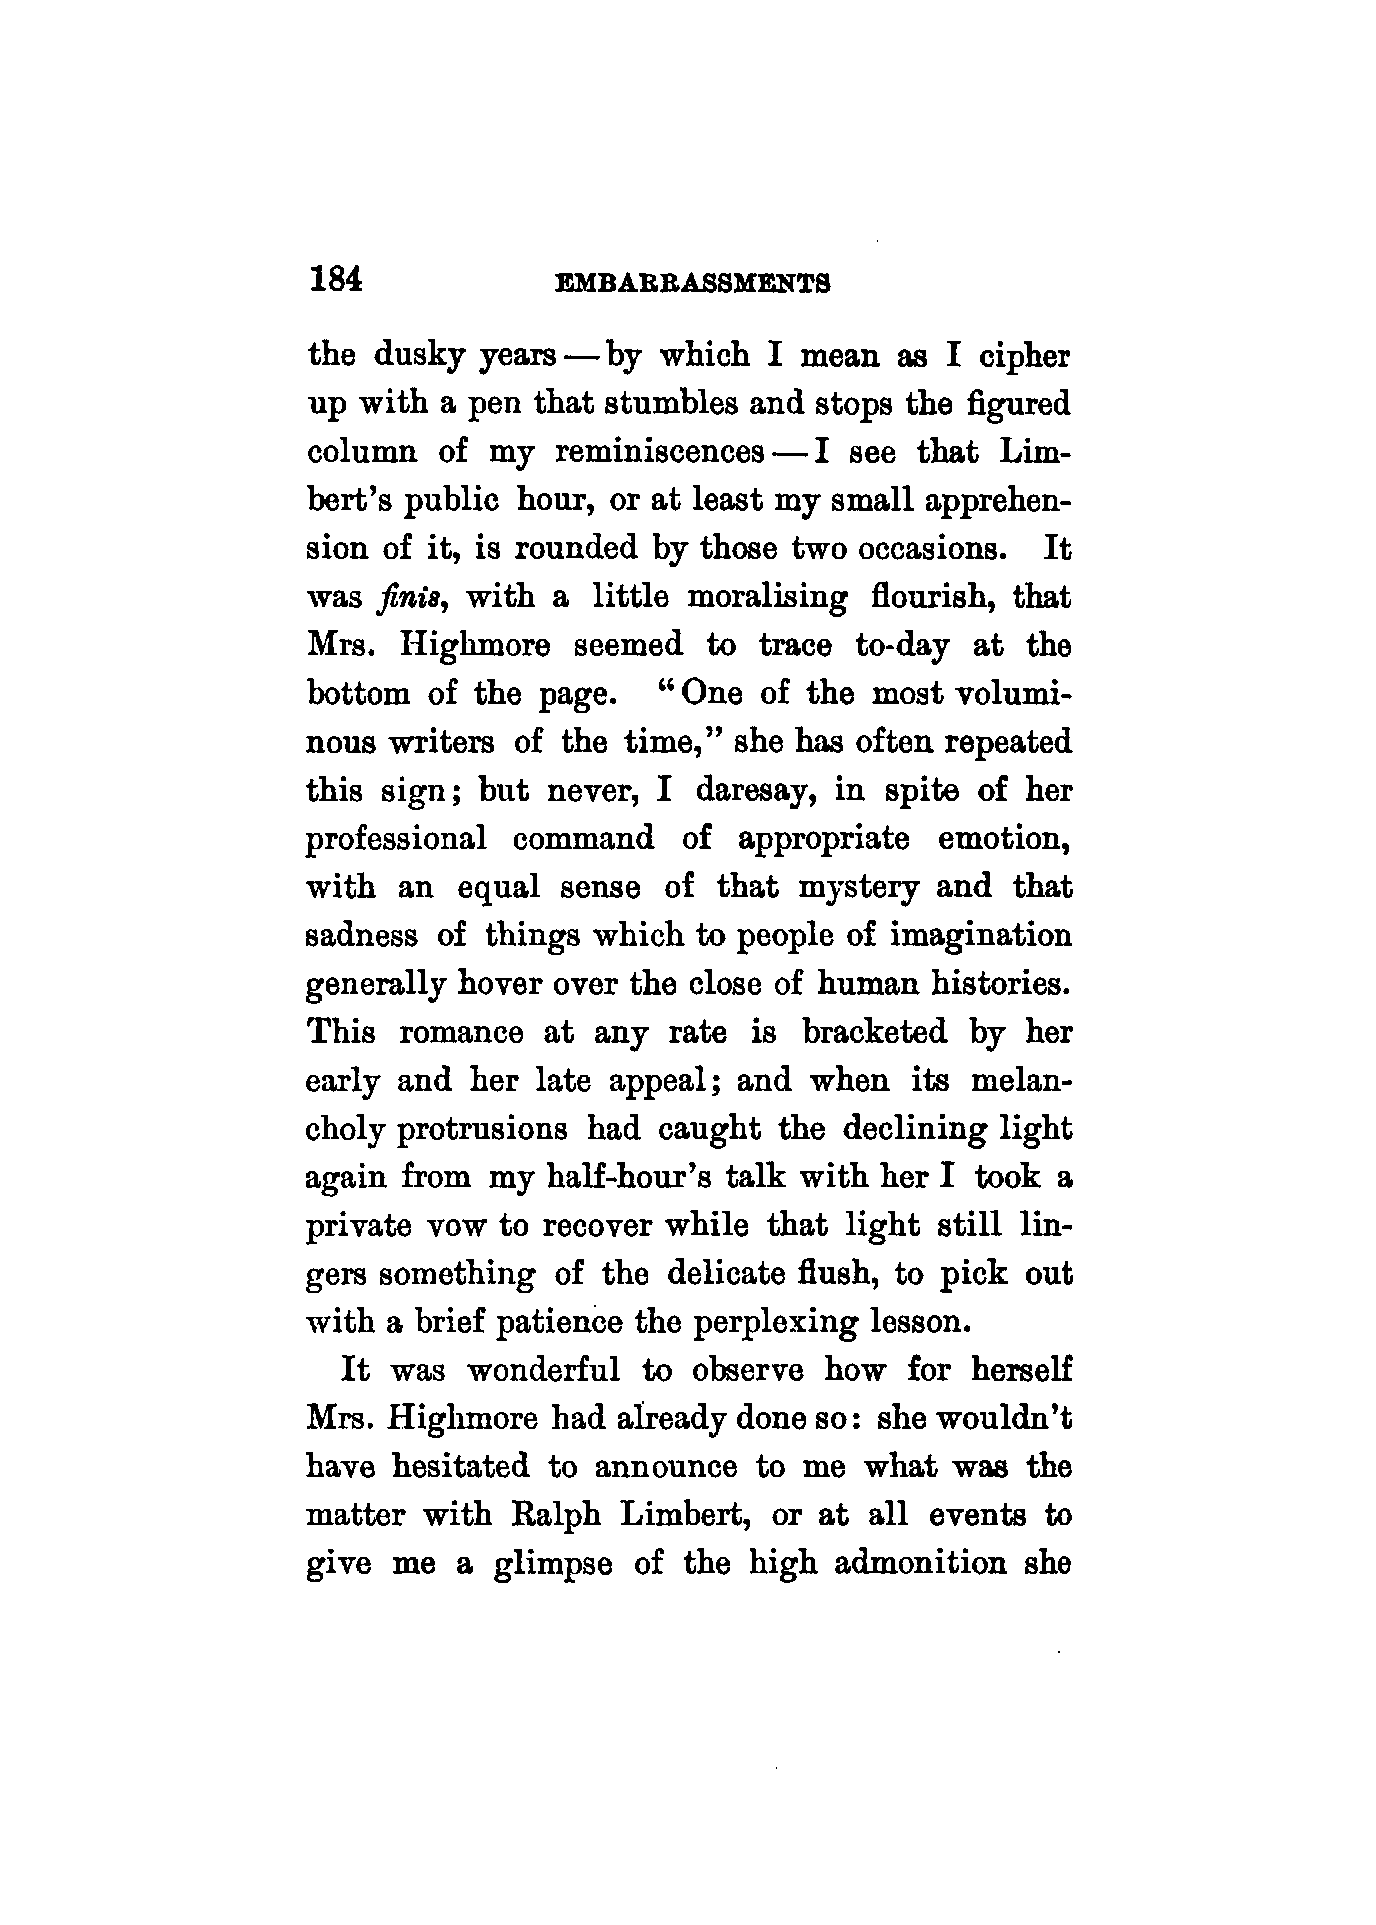 184 EMBARRASSMENTS
the dusky years — by which I mean as I cipher
up with a pen that stumbles and stops the figured
column of my reminiscences — I see that Lim-
bert's public hour, or at least my small apprehen-
sion of it, is rounded by those two occasions. It
was finis, with a little moralising flourish, that
Mrs. Highmore seemed to trace to-day at the
bottom of the page. "One of the most volumi-
nous writers of the time," she has often repeated
this sign; but never, I daresay, in spite of her
professional command of appropriate emotion,
with an equal sense of that mystery and that
sadness of things which to people of imagination
generally hover over the close of human histories.
This romance at any rate is bracketed by her
early and her late appeal; and when its melan-
choly protrusions had caught the declining light
again from my half-hour's talk with her I took a
private vow to recover while that light still lin-
gers something of the delicate flush, to pick out
with a brief patience the perplexing lesson.
It was wonderful to observe how for herself
Mrs. Highmore had already done so: she wouldn't
have hesitated to announce to me what was the
matter with Ralph Limbert, or at all events to
give me a glimpse of the high admonition she